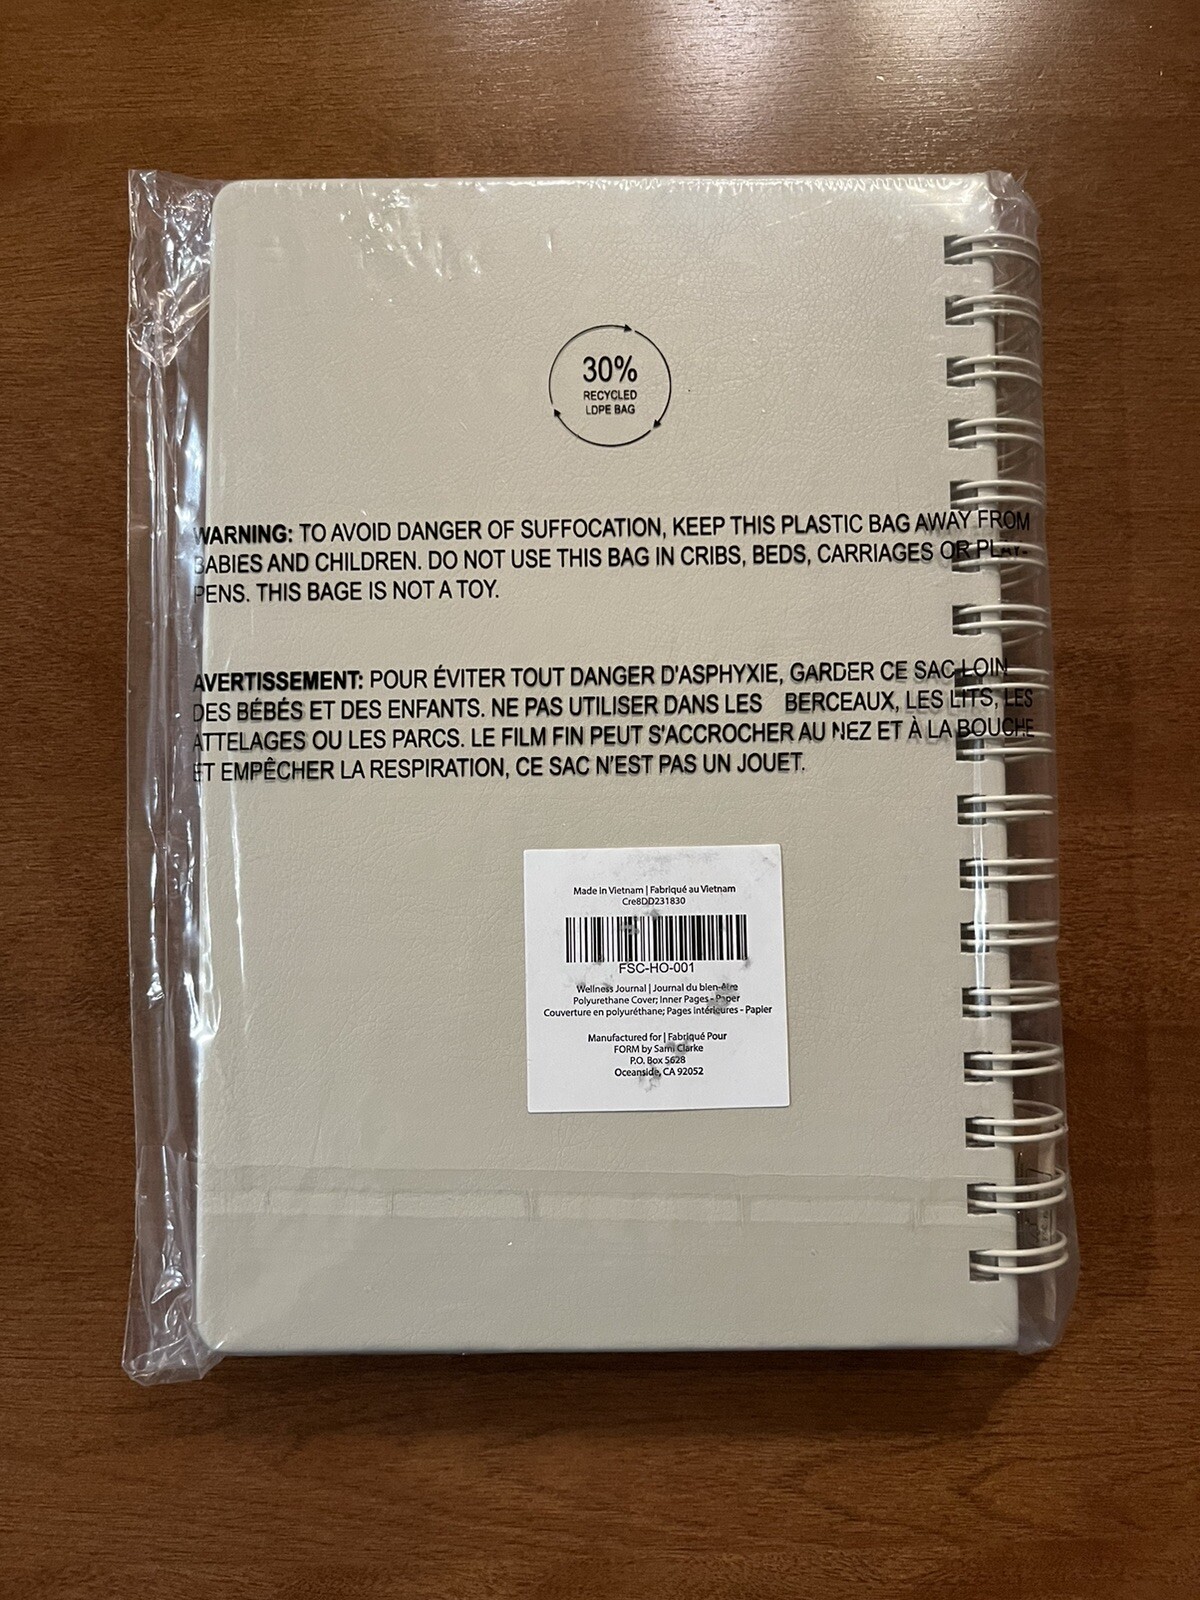 30%
RECYCLED
LDPE BAG
WARNING: TO AVOID DANGER OF SUFFOCATION, KEEP THIS PLASTIC BAG AWAY FROM
BABIES AND CHILDREN. DO NOT USE THIS BAG IN CRIBS, BEDS, CARRIAGES OR PLAY-
PENS. THIS BAGE IS NOT A TOY.
AVERTISSEMENT: POUR ÉVITER TOUT DANGER D'ASPHYXIE, GARDER CE SAC LOIN
DES BÉBÉS ET DES ENFANTS. NE PAS UTILISER DANS LES BERCEAUX, LES LITS, LES
ATTELAGES OU LES PARCS. LE FILM FIN PEUT S'ACCROCHER AU NEZ ET À LA BOUCHE
ET EMPÊCHER LA RESPIRATION, CE SAC N'EST PAS UN JOUET.
Made in Vietnam | Fabriqué au Vietnam
Cre8DD231830
FSC-HO-001
Wellness Journal | Journal du bien-être
Polyurethane Cover; Inner Pages - Paper
Couverture en polyuréthane; Pages intérieures - Papier
Manufactured for | Fabriqué Pour
FORM by Sami Clarke
P.O. Box 5628
Oceanside, CA 92052